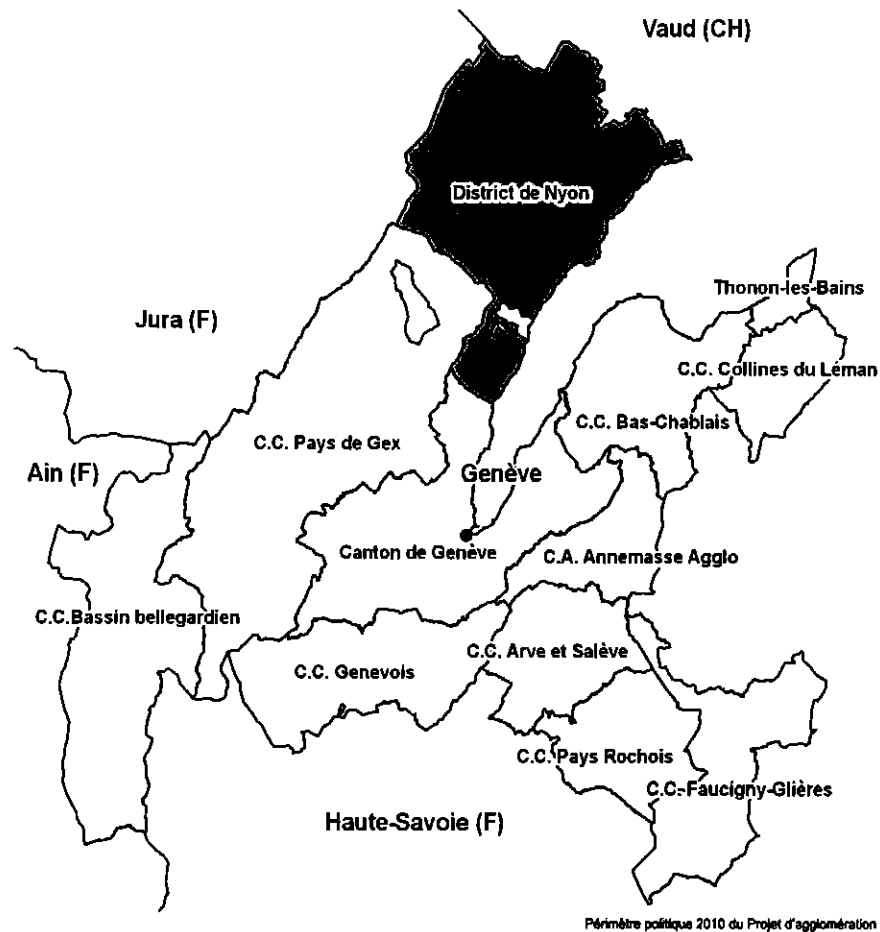 Vaud (CH)
District de Nyon
Thonon-les-Bains
Jura (F)
C.C. Collines du Léman
C.C. Bas-Chablais
C.C. Pays de Gex
Ain (F)
Genève
Canton de Genève
C.A. Annemasse Agglo
C.C.Bassin bellegardien
C.C. Arve et Salève
C.C. Genevois
C.C. Pays Rochois
C.C.-Faucigny-Glières
Haute-Savoie (F)
Périmètre politique 2010 du Projet d'agglomération